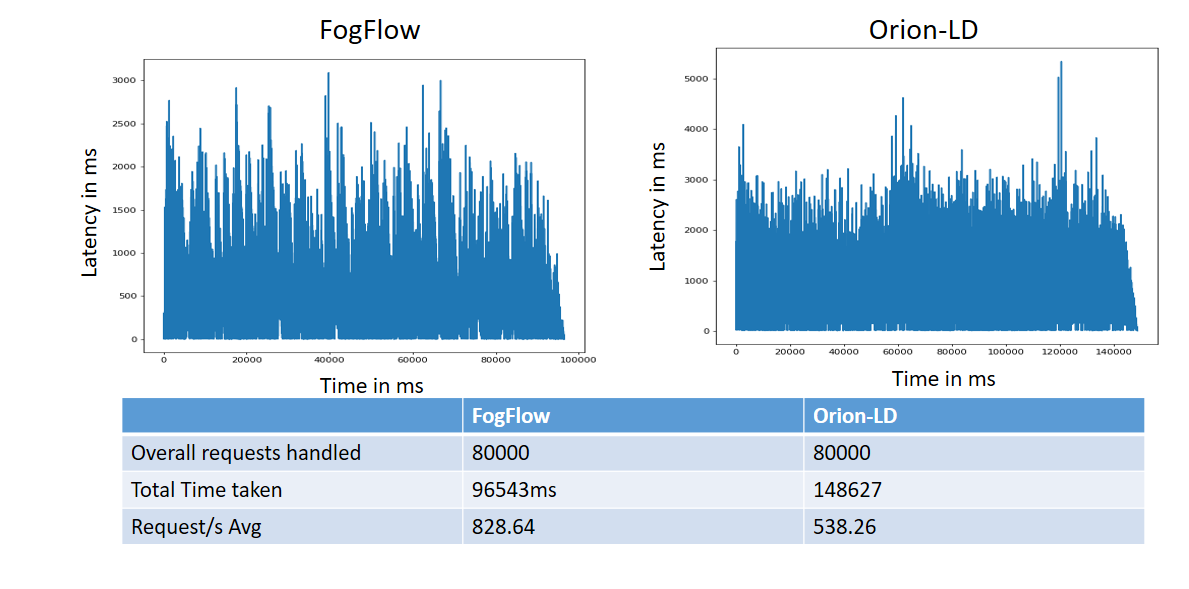 FogFlow
Orion-LD
Latency in ms
3000
2500
2000
1500
1000
500
0
0 20000 40000 60000 80000 100000
Time in ms
Latency in ms
5000
4000
3000
2000
1000
0
0 20000 40000 60000 80000 100000 120000 140000
Time in ms
FogFlow Orion-LD
Overall requests handled 80000 80000
Total Time taken 96543ms 148627
Request/s Avg 828.64 538.26